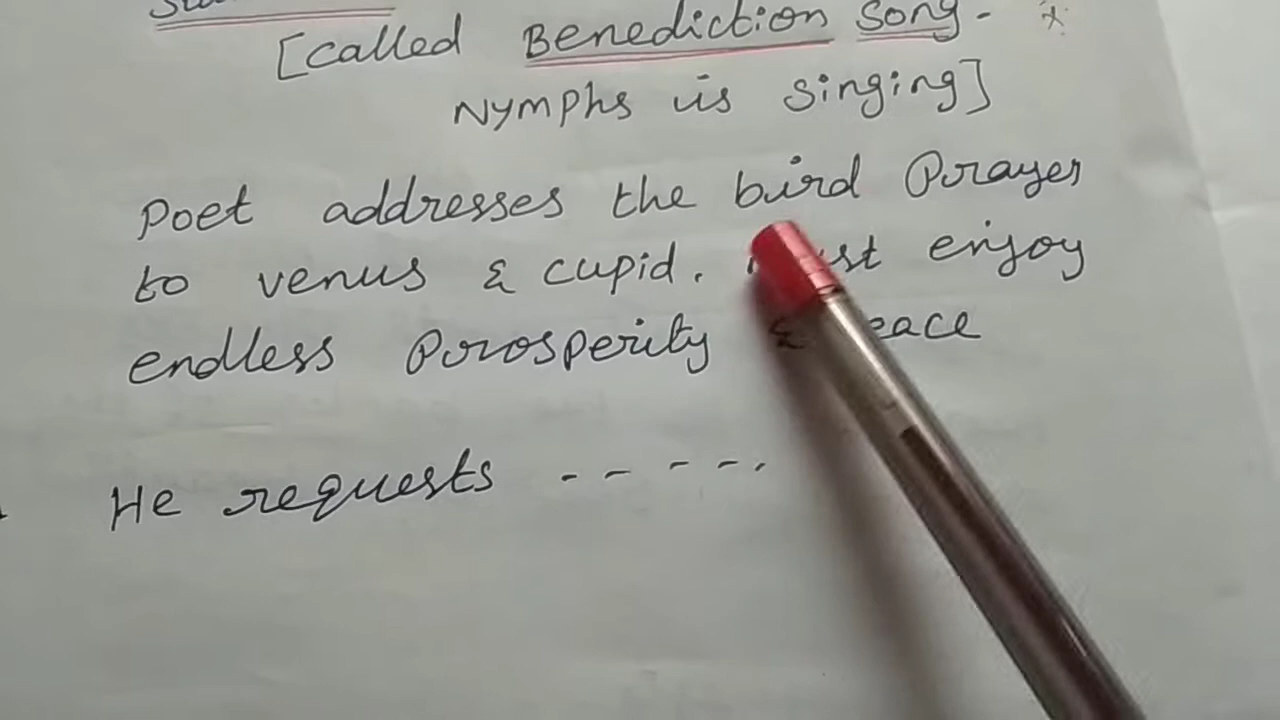 [called Benediction Song -
Nymphs is singing]
Poet addresses the bird Prayer
to venus & cupid. enjoy
endless Prosperity &
He requests - - - - -.